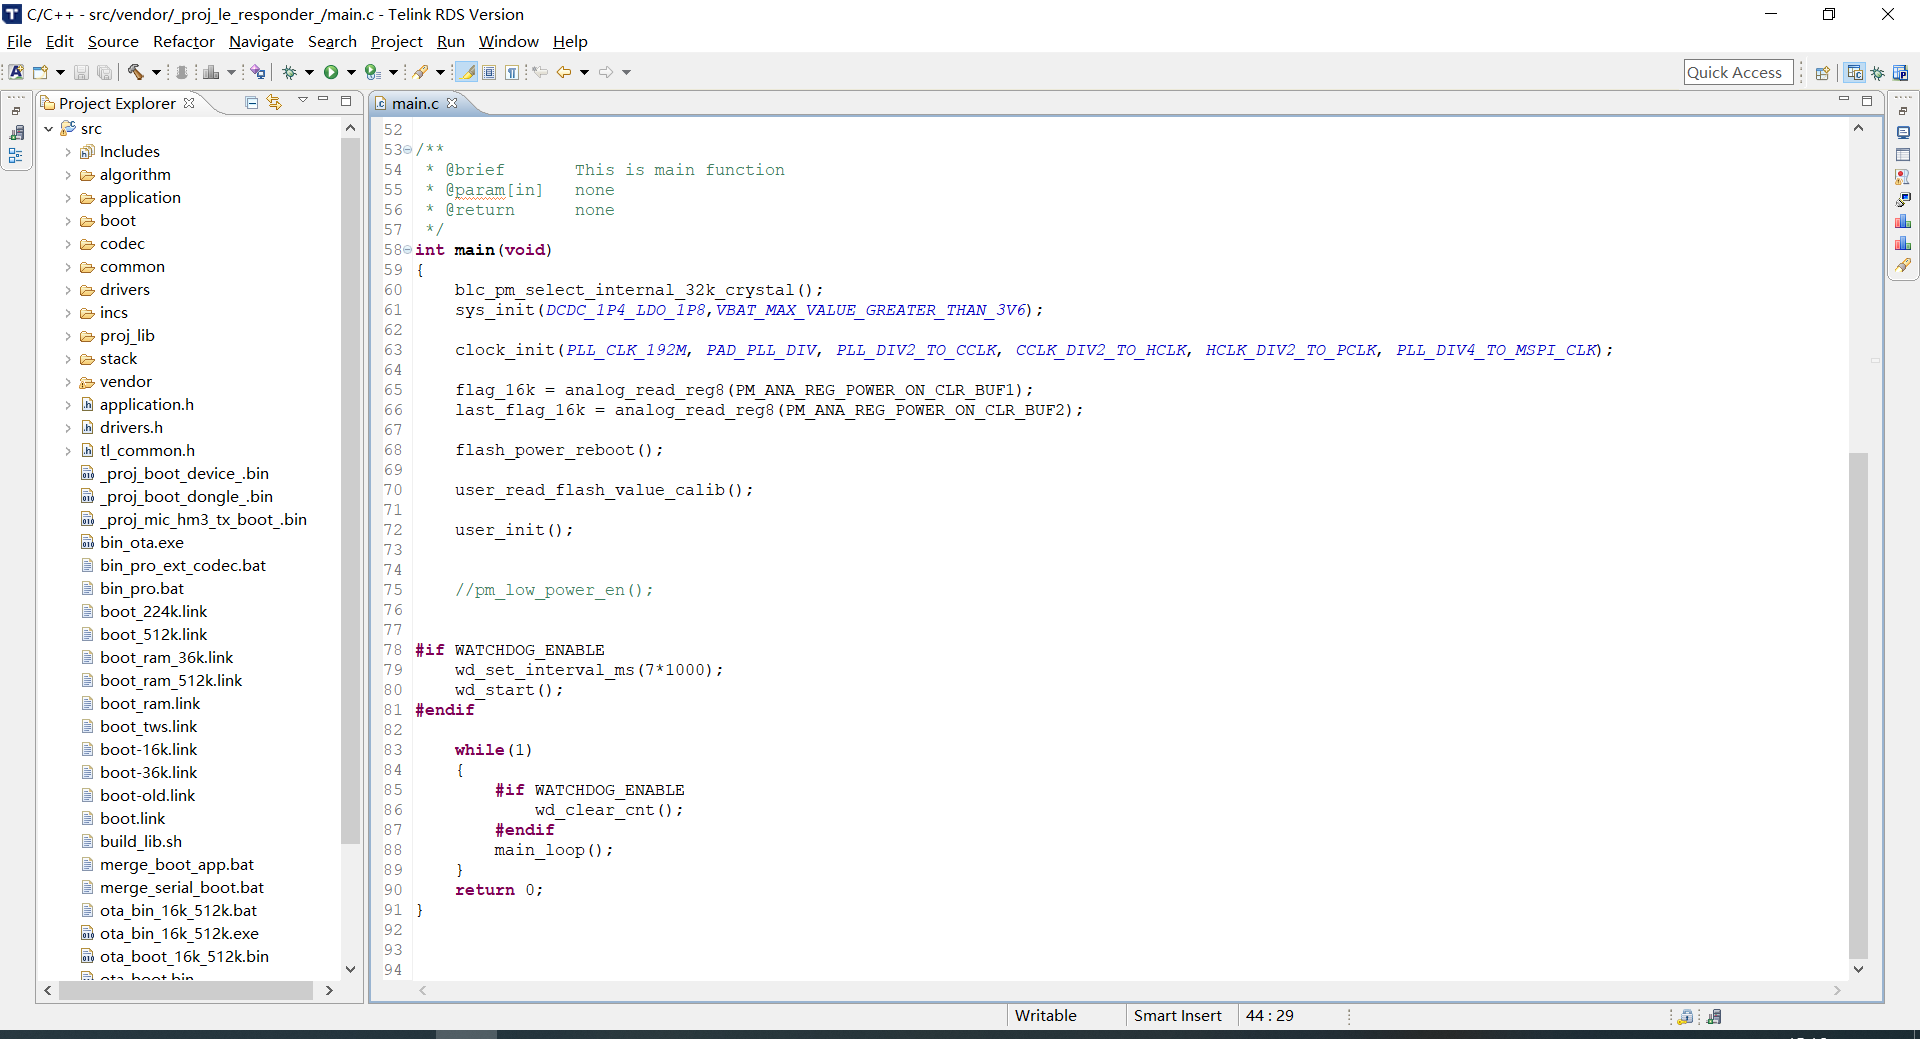 C/C++ - src/vendor/_proj_le_responder_/main.c - Telink RDS Version
File Edit Source Refactor Navigate Search Project Run Window Help
Quick Access
Project Explorer
src
Includes
algorithm
application
boot
codec
common
drivers
incs
proj_lib
stack
vendor
application.h
drivers.h
tl_common.h
_proj_boot_device_.bin
_proj_boot_dongle_.bin
_proj_mic_hm3_tx_boot_.bin
bin_ota.exe
bin_pro_ext_codec.bat
bin_pro.bat
boot_224k.link
boot_512k.link
boot_ram_36k.link
boot_ram_512k.link
boot_ram.link
boot_tws.link
boot-16k.link
boot-36k.link
boot-old.link
boot.link
build_lib.sh
merge_boot_app.bat
merge_serial_boot.bat
ota_bin_16k_512k.bat
ota_bin_16k_512k.exe
ota_boot_16k_512k.bin
ota_boot.bin
main.c
52
53 /**
54  * @brief       This is main function
55  * @param[in]   none
56  * @return      none
57  */
58 int main(void)
59 {
60     blc_pm_select_internal_32k_crystal();
61     sys_init(DCDC_1P4_LDO_1P8,VBAT_MAX_VALUE_GREATER_THAN_3V6);
62
63     clock_init(PLL_CLK_192M, PAD_PLL_DIV, PLL_DIV2_TO_CCLK, CCLK_DIV2_TO_HCLK, HCLK_DIV2_TO_PCLK, PLL_DIV4_TO_MSPI_CLK);
64
65     flag_16k = analog_read_reg8(PM_ANA_REG_POWER_ON_CLR_BUF1);
66     last_flag_16k = analog_read_reg8(PM_ANA_REG_POWER_ON_CLR_BUF2);
67
68     flash_power_reboot();
69
70     user_read_flash_value_calib();
71
72     user_init();
73
74
75     //pm_low_power_en();
76
77
78 #if WATCHDOG_ENABLE
79     wd_set_interval_ms(7*1000);
80     wd_start();
81 #endif
82
83     while(1)
84     {
85         #if WATCHDOG_ENABLE
86             wd_clear_cnt();
87         #endif
88         main_loop();
89     }
90     return 0;
91 }
92
93
94
Writable Smart Insert 44 : 29